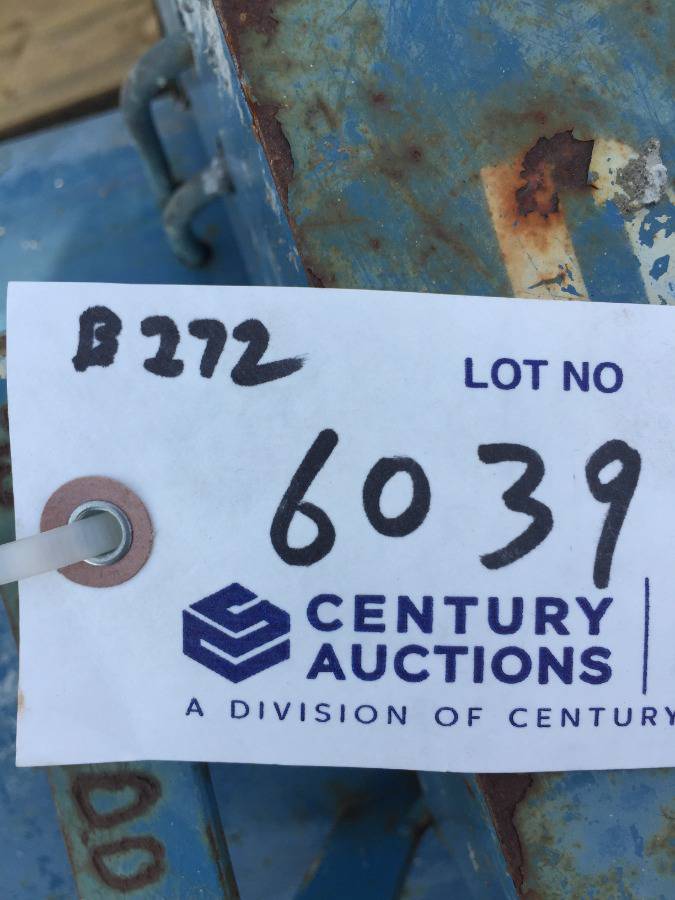 B272
LOT NO
6039
CENTURY
AUCTIONS
A DIVISION OF CENTURY